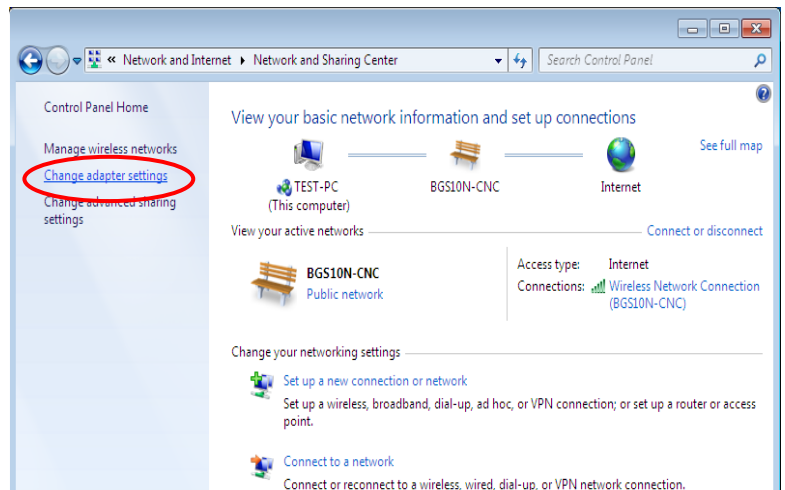 « Network and Internet ▸ Network and Sharing Center
Search Control Panel
Control Panel Home
Manage wireless networks
Change adapter settings
Change advanced sharing
settings
View your basic network information and set up connections
See full map
TEST-PC
(This computer)
BGS10N-CNC
Internet
View your active networks
Connect or disconnect
BGS10N-CNC
Public network
Access type: Internet
Connections: Wireless Network Connection
(BGS10N-CNC)
Change your networking settings
Set up a new connection or network
Set up a wireless, broadband, dial-up, ad hoc, or VPN connection; or set up a router or access
point.
Connect to a network
Connect or reconnect to a wireless, wired, dial-up, or VPN network connection.